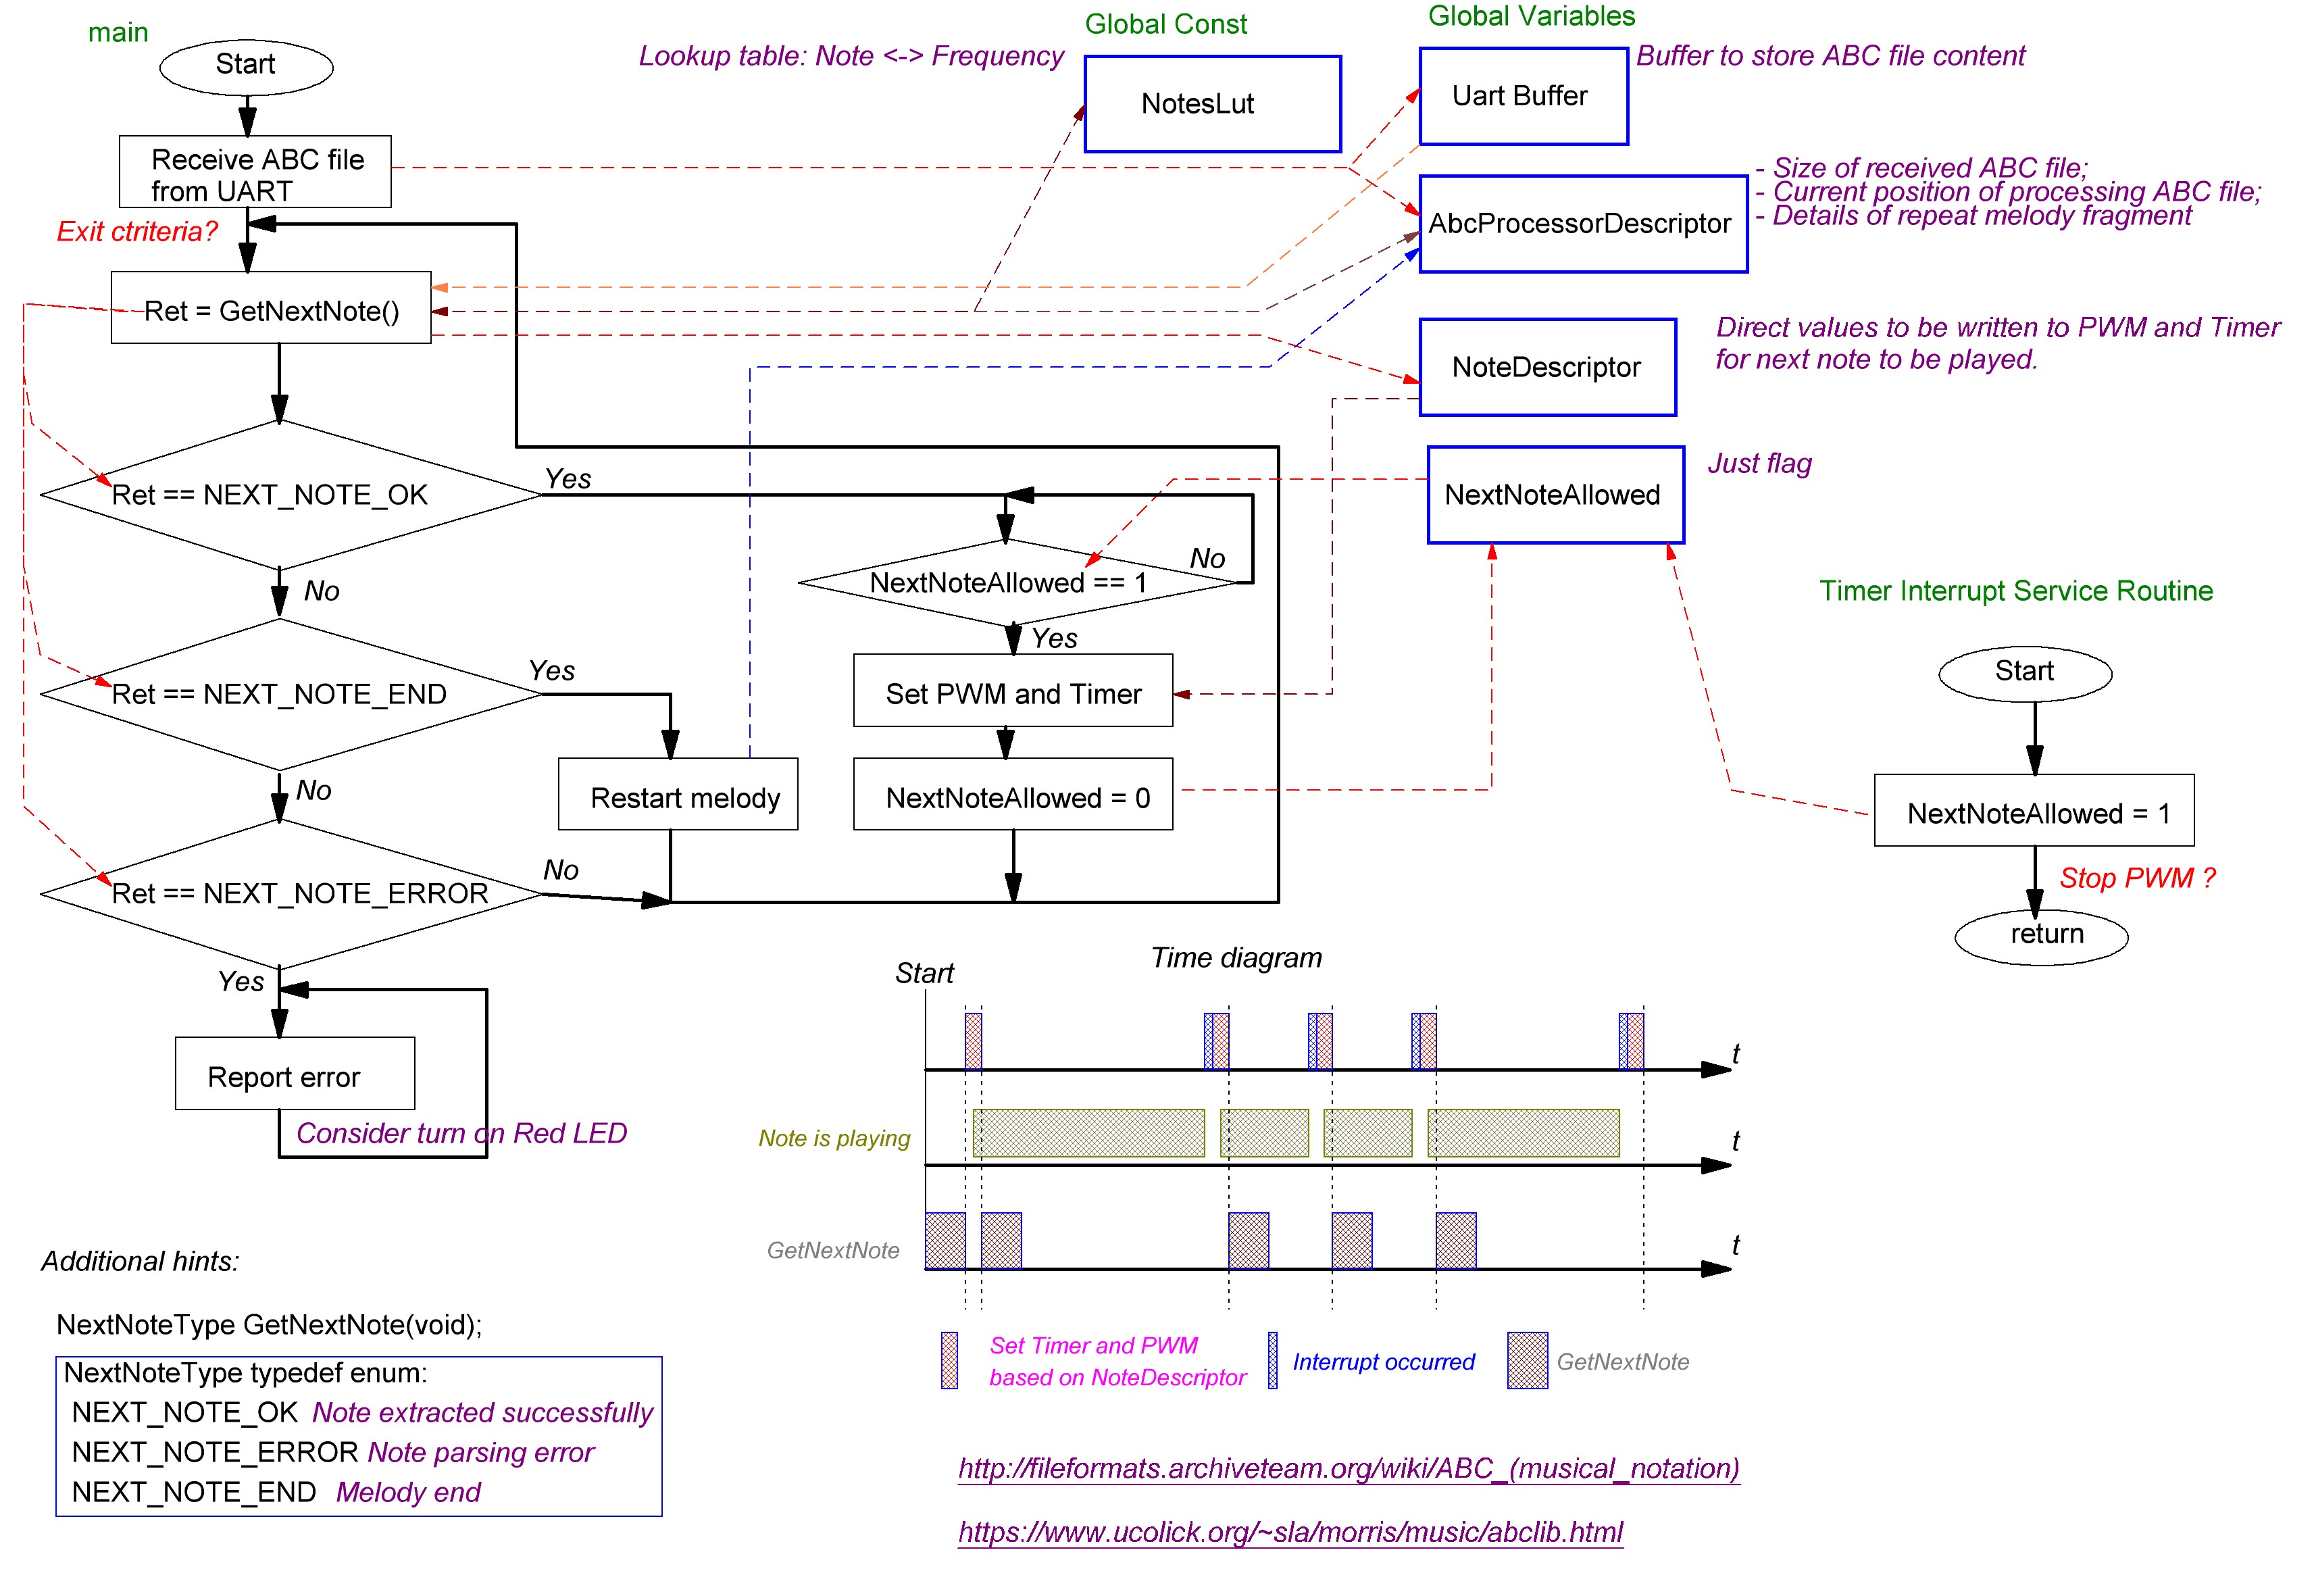 main
Start
Receive ABC file
from UART
Exit ctriteria?
Ret = GetNextNote()
Ret == NEXT_NOTE_OK
Yes
No
Ret == NEXT_NOTE_END
Yes
No
Ret == NEXT_NOTE_ERROR
No
Yes
Report error
Consider turn on Red LED
Restart melody
NextNoteAllowed == 1
No
Yes
Set PWM and Timer
NextNoteAllowed = 0
Global Const
Lookup table: Note <-> Frequency
NotesLut
Global Variables
Uart Buffer
Buffer to store ABC file content
AbcProcessorDescriptor
- Size of received ABC file;
- Current position of processing ABC file;
- Details of repeat melody fragment
NoteDescriptor
Direct values to be written to PWM and Timer
for next note to be played.
NextNoteAllowed
Just flag
Timer Interrupt Service Routine
Start
NextNoteAllowed = 1
Stop PWM ?
return
Time diagram
Start
t
Note is playing
t
GetNextNote
t
Set Timer and PWM
based on NoteDescriptor
Interrupt occurred
GetNextNote
http://fileformats.archiveteam.org/wiki/ABC_(musical_notation)
https://www.ucolick.org/~sla/morris/music/abclib.html
Additional hints:
NextNoteType GetNextNote(void);
NextNoteType typedef enum:
NEXT_NOTE_OK Note extracted successfully
NEXT_NOTE_ERROR Note parsing error
NEXT_NOTE_END Melody end